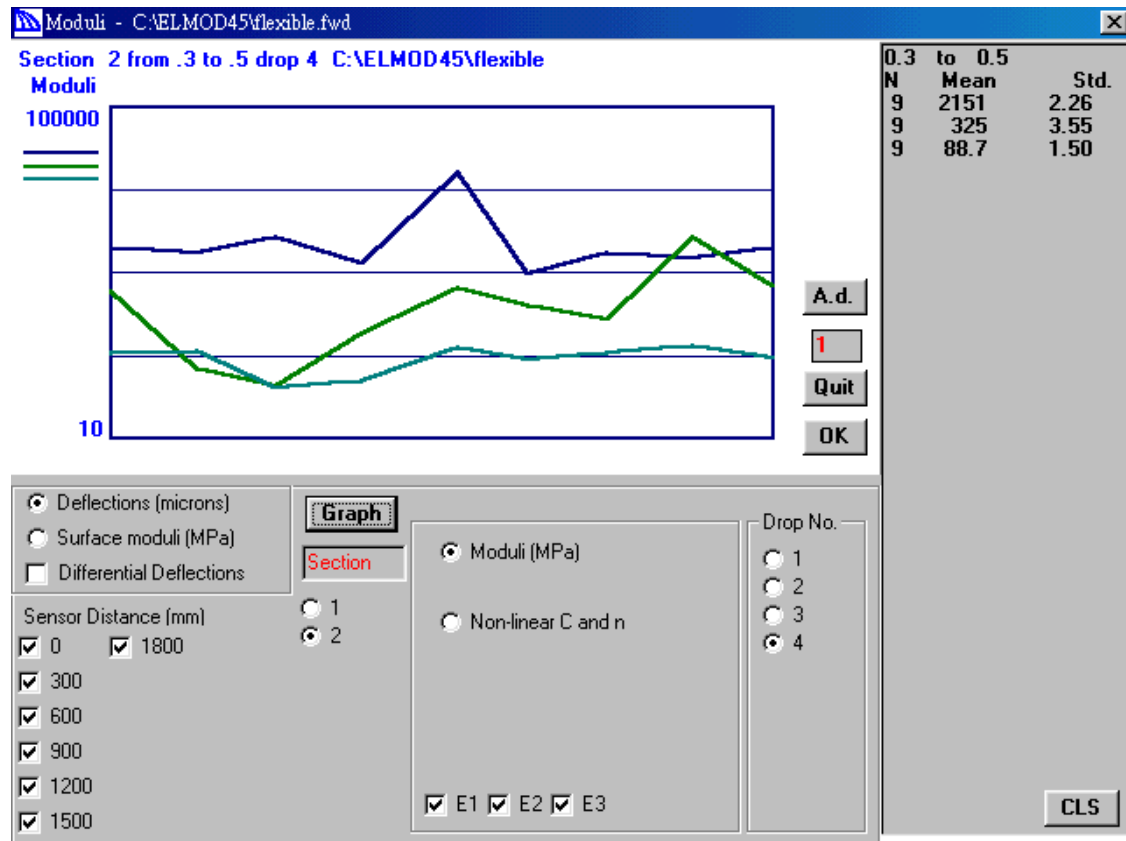 Moduli - C:\ELMOD45\flexible.fwd
Section 2 from .3 to .5 drop 4 C:\ELMOD45\flexible
Moduli
100000
10
A.d.
1
Quit
OK
0.3 to 0.5
N Mean Std.
9 2151 2.26
9 325 3.55
9 88.7 1.50
Deflections (microns)
Surface moduli (MPa)
Differential Deflections
Sensor Distance (mm)
0 1800
300
600
900
1200
1500
Graph
Section
1
2
Moduli (MPa)
Non-linear C and n
E1 E2 E3
Drop No.
1
2
3
4
CLS